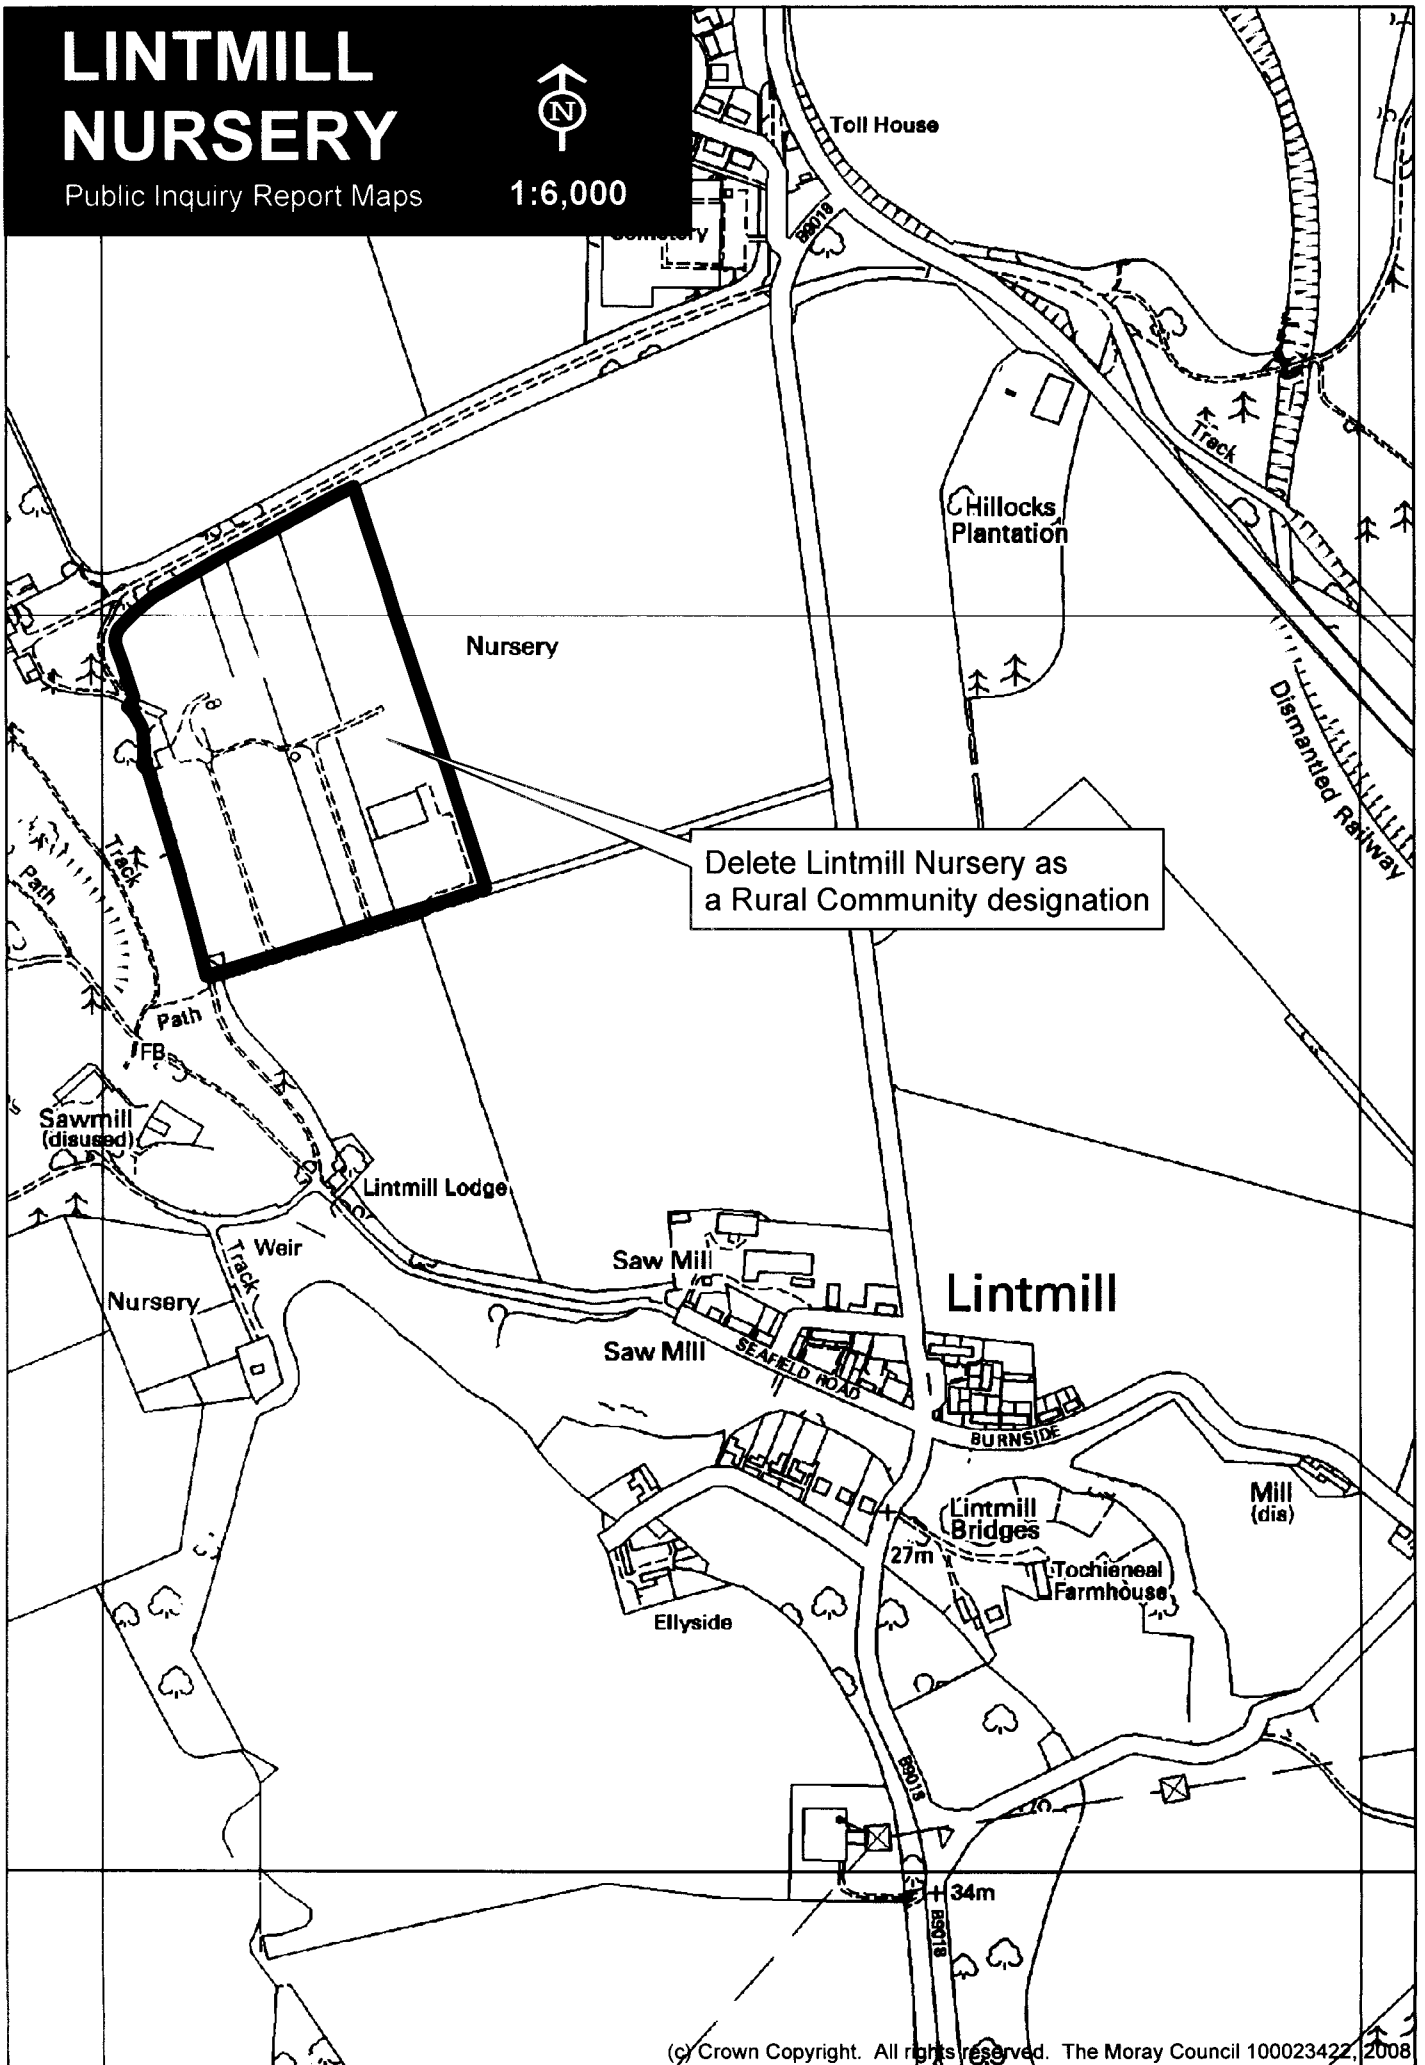 LINTMILL
NURSERY
Public Inquiry Report Maps
N
1:6,000
Toll House
Cemetery
B9018
Track
Hillocks
Plantation
Nursery
Dismantled Railway
Delete Lintmill Nursery as
a Rural Community designation
Track
Path
Path
FB
Sawmill
(disused)
Lintmill Lodge
Weir
Track
Nursery
Saw Mill
Lintmill
Saw Mill
SEAFIELD ROAD
BURNSIDE
Mill
(dis)
Lintmill
Bridges
27m
Tochieneal
Farmhouse
Ellyside
B9018
34m
B9018
(c) Crown Copyright. All rights reserved. The Moray Council 100023422, 2008